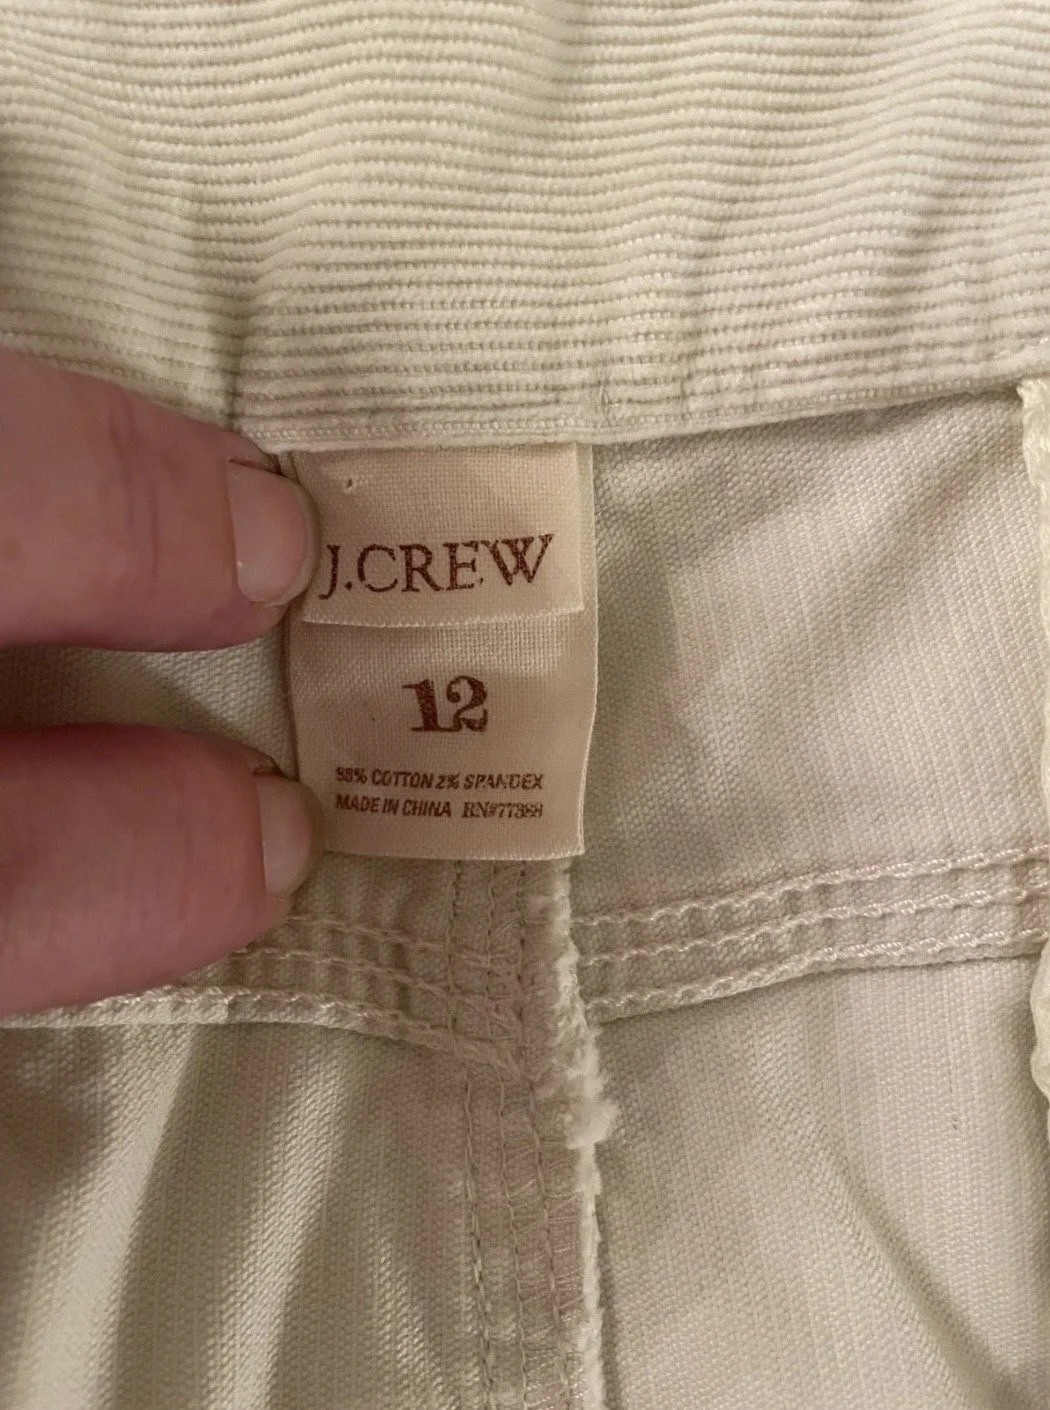 J.CREW
12
98% COTTON 2% SPANDEX
MADE IN CHINA RN#77388